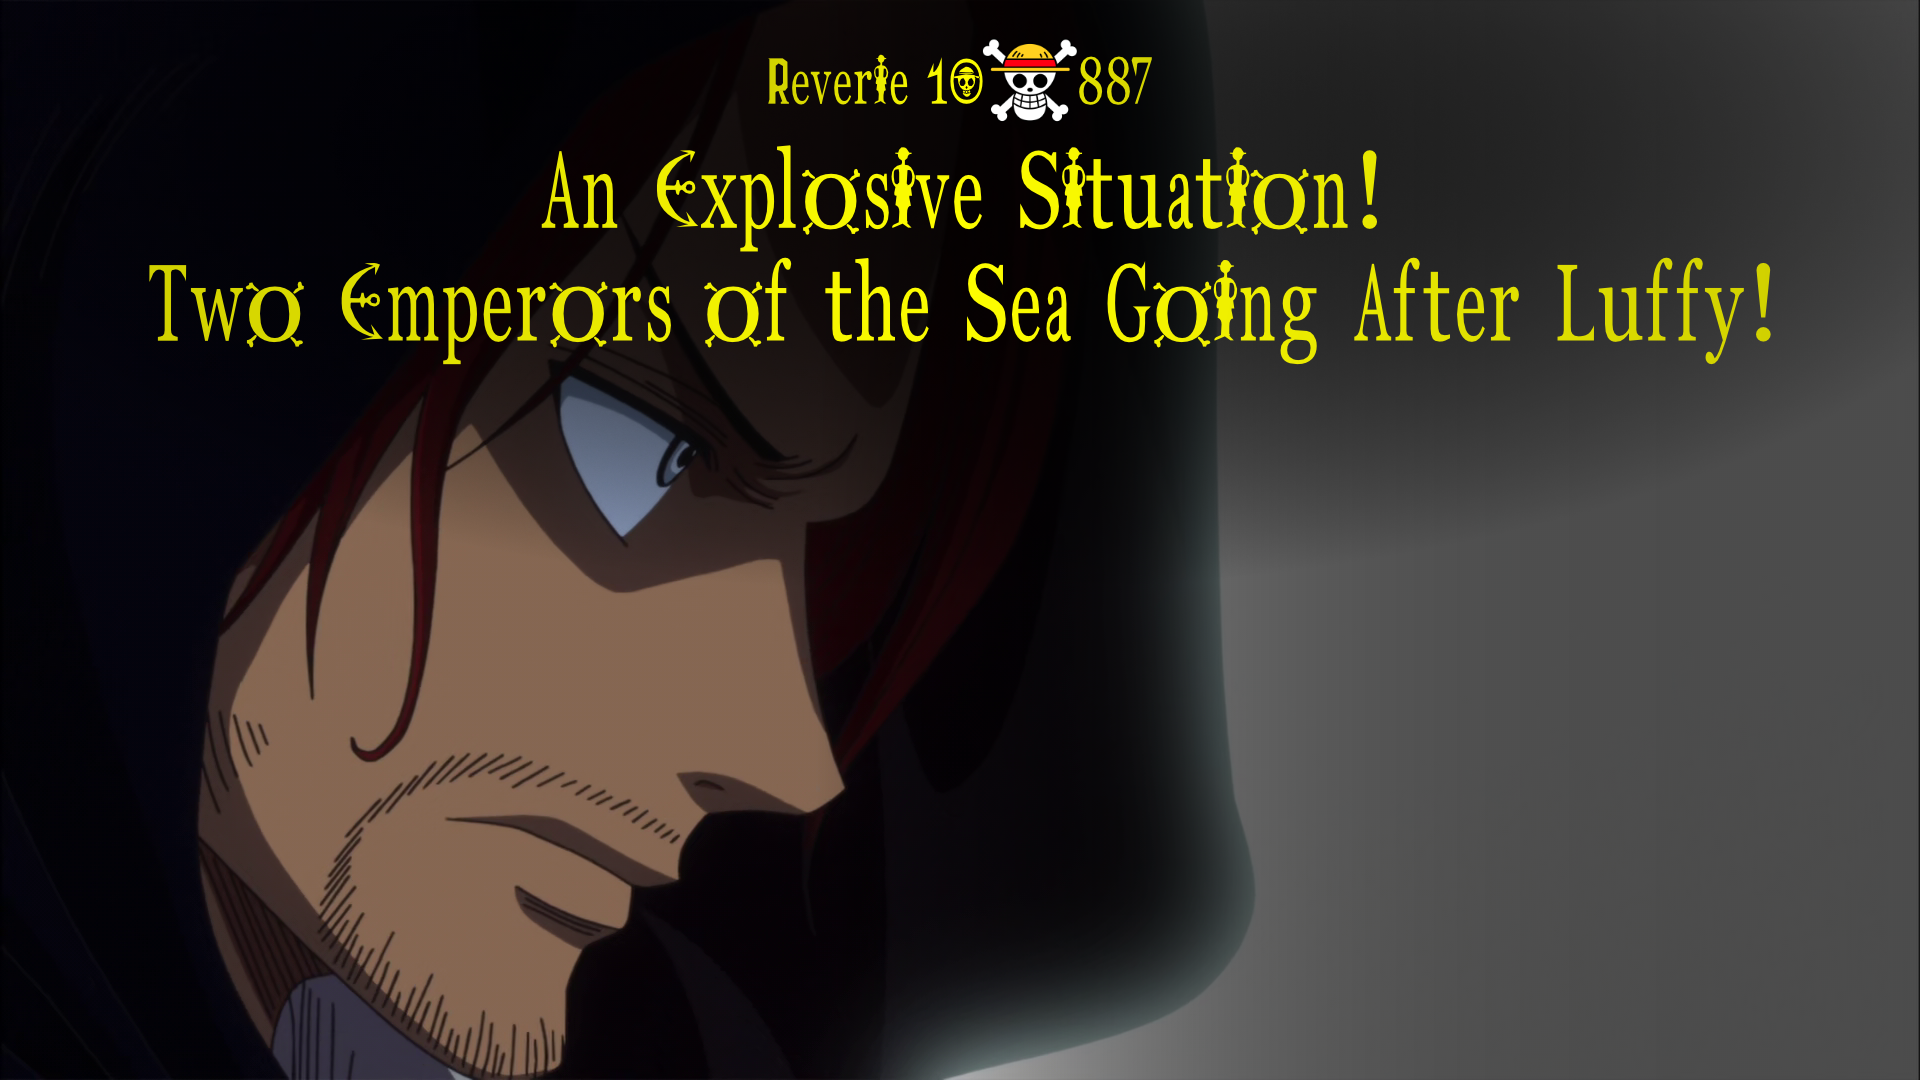 Reverie 10 887
An Explosive Situation!
Two Emperors of the Sea Going After Luffy!